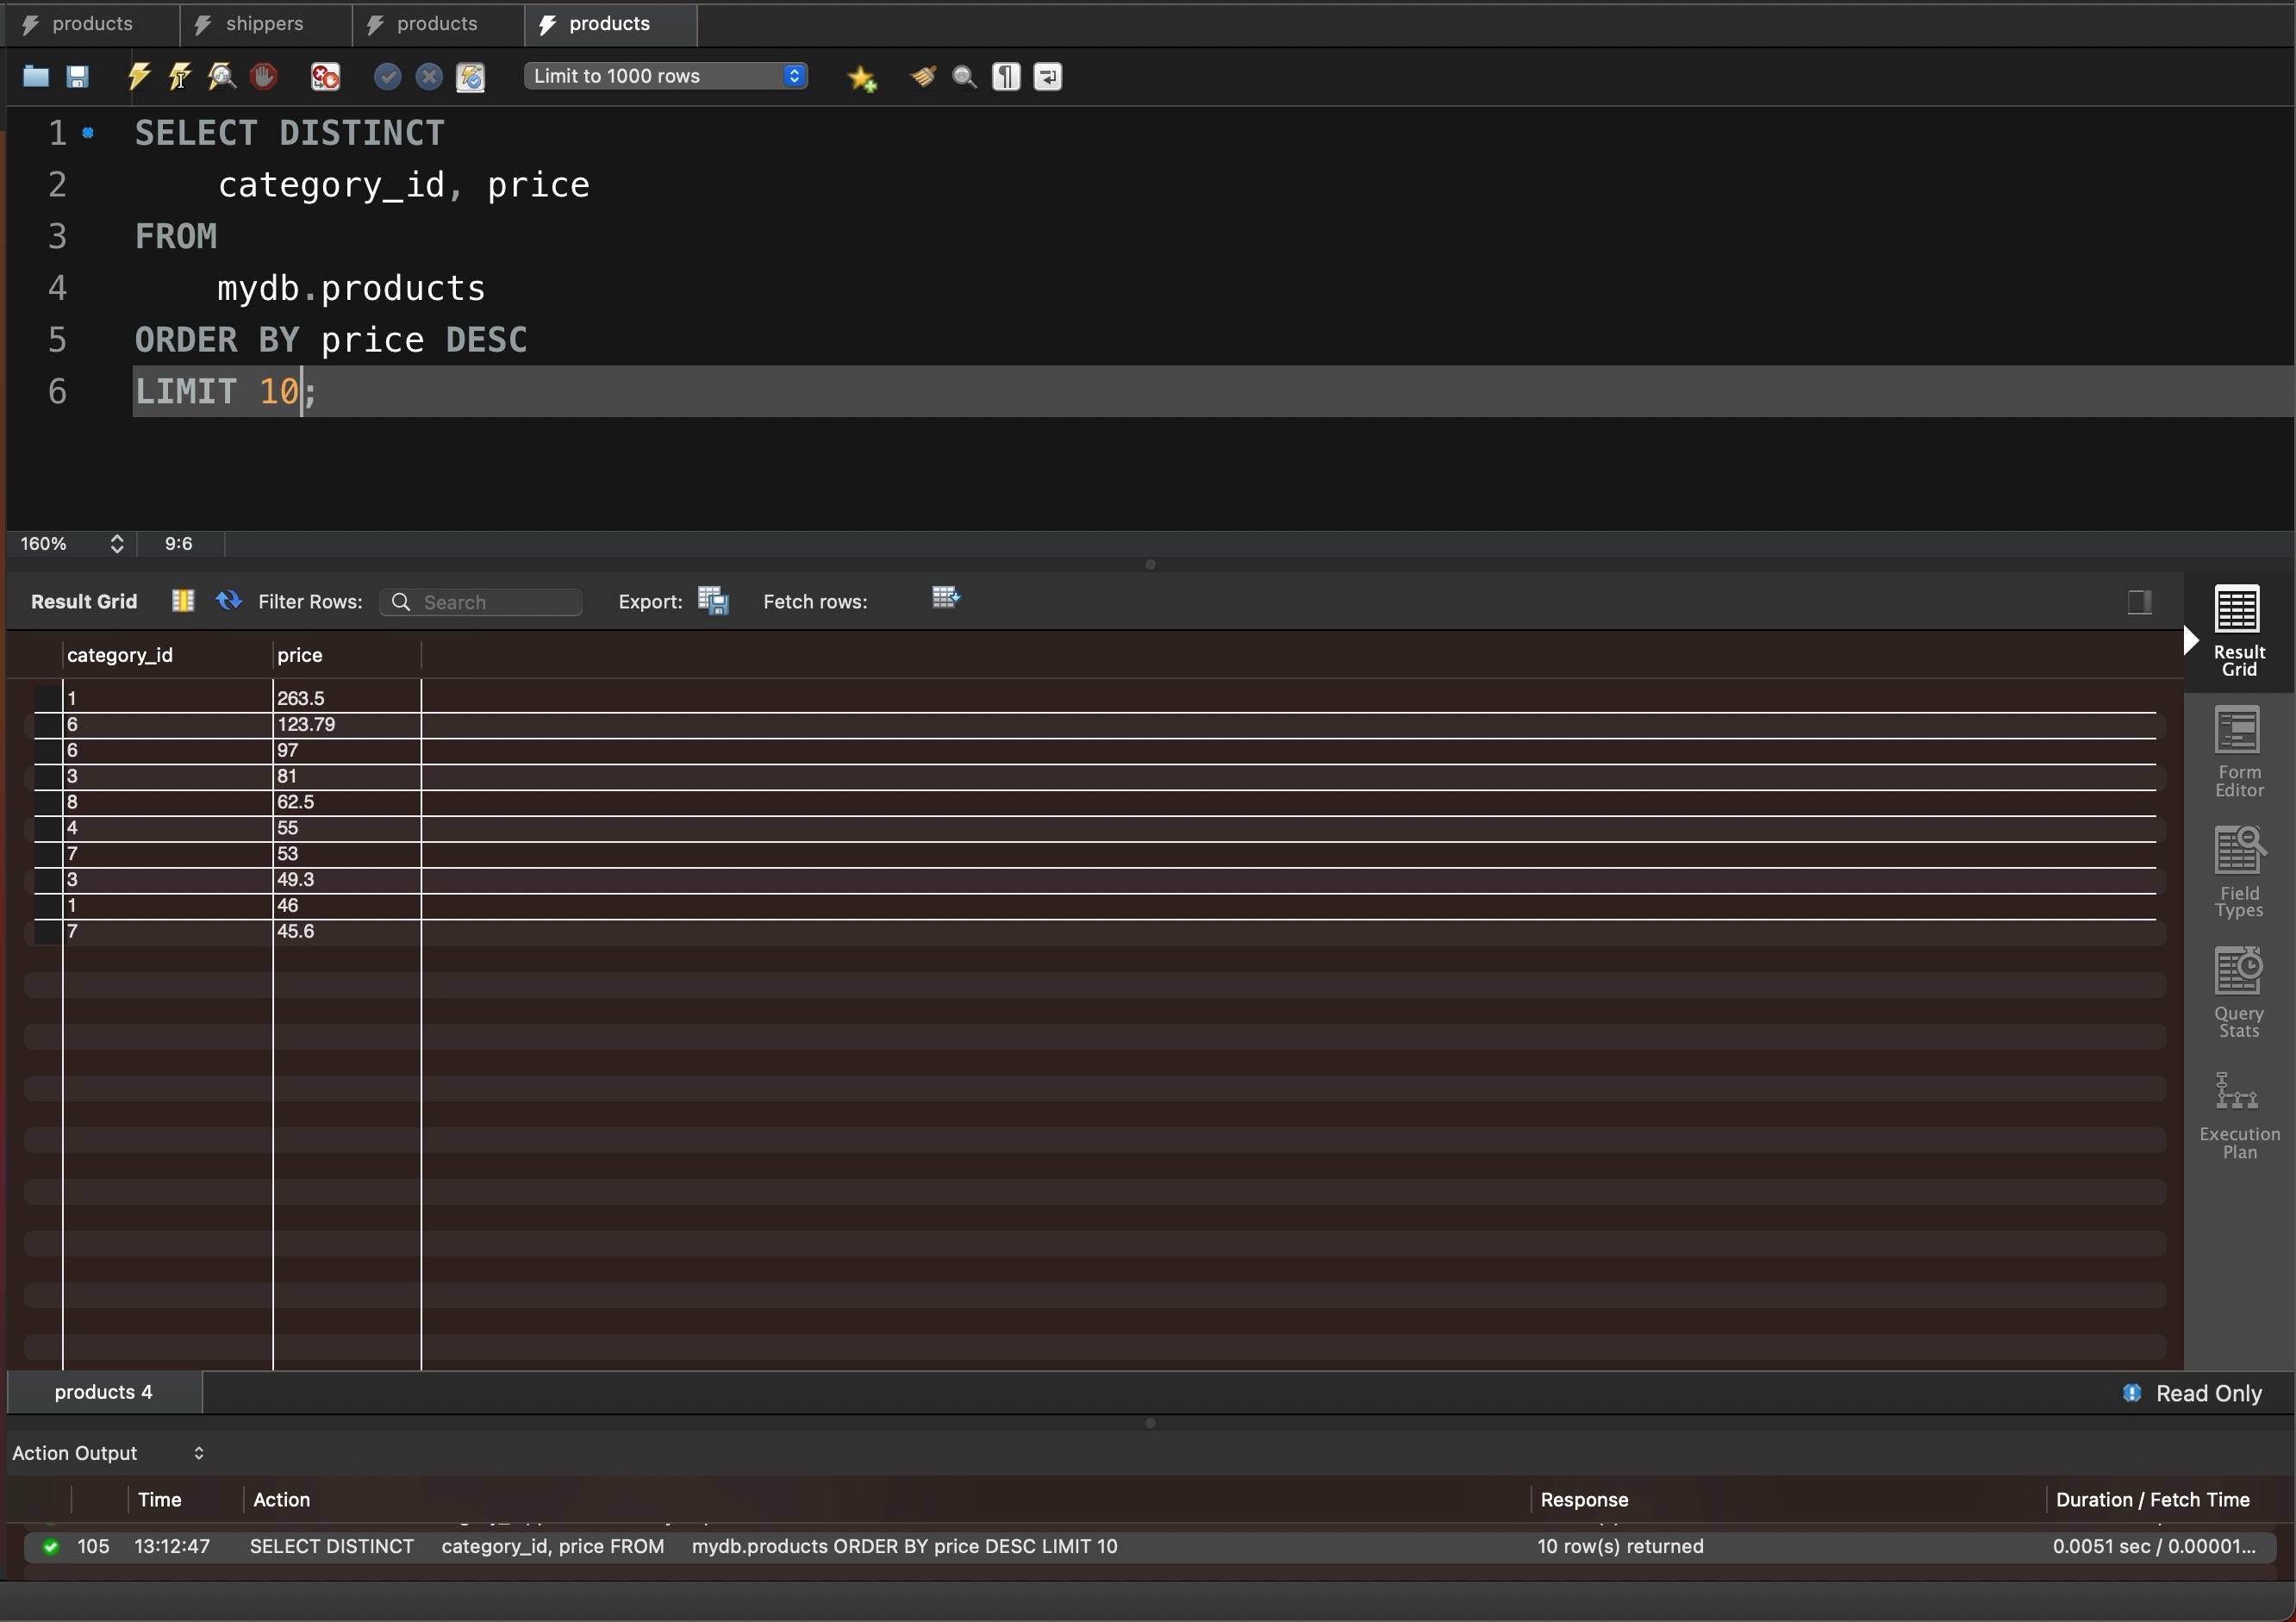 products shippers products products
Limit to 1000 rows
1 SELECT DISTINCT
2 category_id, price
3 FROM
4 mydb.products
5 ORDER BY price DESC
6 LIMIT 10;
160% 9:6
Result Grid Filter Rows: Search Export: Fetch rows:
category_id price
1 263.5
6 123.79
6 97
3 81
8 62.5
4 55
7 53
3 49.3
1 46
7 45.6
Result
Grid
Form
Editor
Field
Types
Query
Stats
Execution
Plan
products 4 Read Only
Action Output
Time Action Response Duration / Fetch Time
105 13:12:47 SELECT DISTINCT category_id, price FROM mydb.products ORDER BY price DESC LIMIT 10 10 row(s) returned 0.0051 sec / 0.00001...